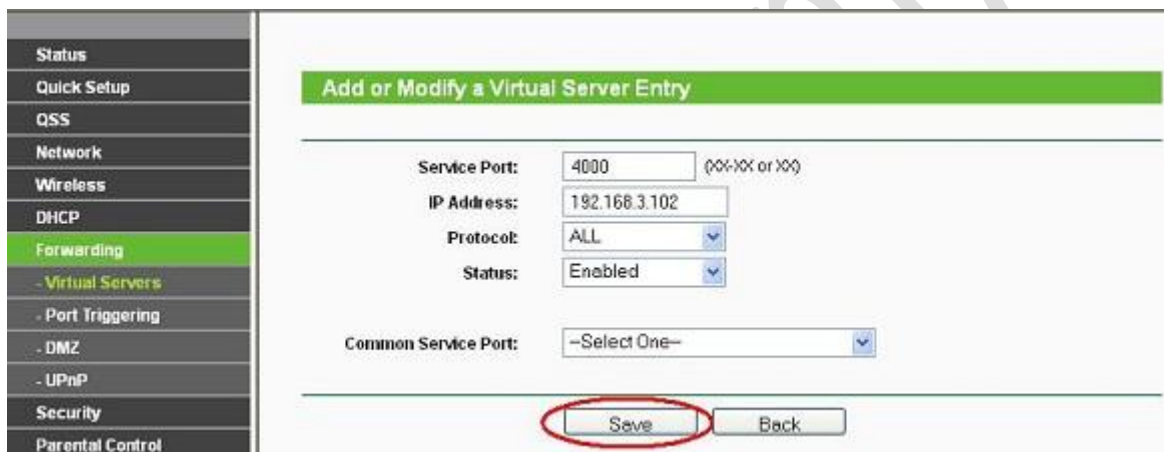 Status
Quick Setup
QSS
Network
Wireless
DHCP
Forwarding
- Virtual Servers
- Port Triggering
- DMZ
- UPnP
Security
Parental Control
Add or Modify a Virtual Server Entry
Service Port: 4000 (XX-XX or XX)
IP Address: 192.168.3.102
Protocol: ALL
Status: Enabled
Common Service Port: --Select One--
Save Back